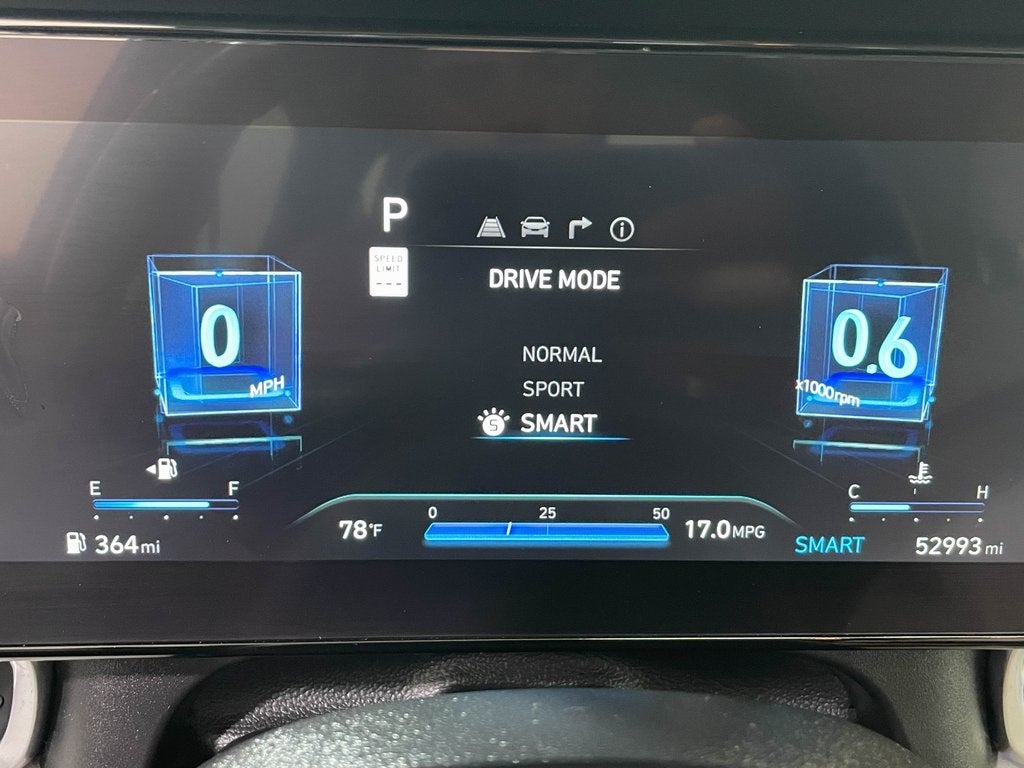 P
SPEED
LIMIT
---
DRIVE MODE
0
MPH
0.6
x1000rpm
NORMAL
SPORT
S SMART
E F
C H
0 25 50
78°F
17.0MPG
364mi
SMART
52993mi